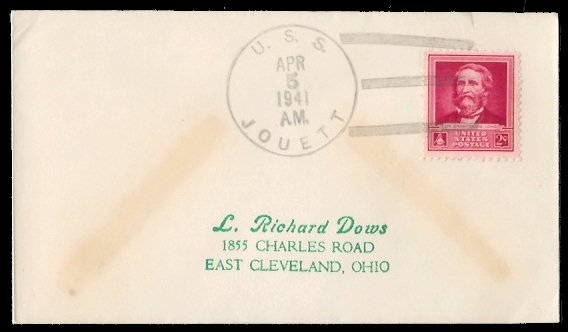 U. S. S.
APR
5
1941
A.M.
JOUETT
UNITED
STATES
POSTAGE
2¢
L. Richard Dows
1855 CHARLES ROAD
EAST CLEVELAND, OHIO